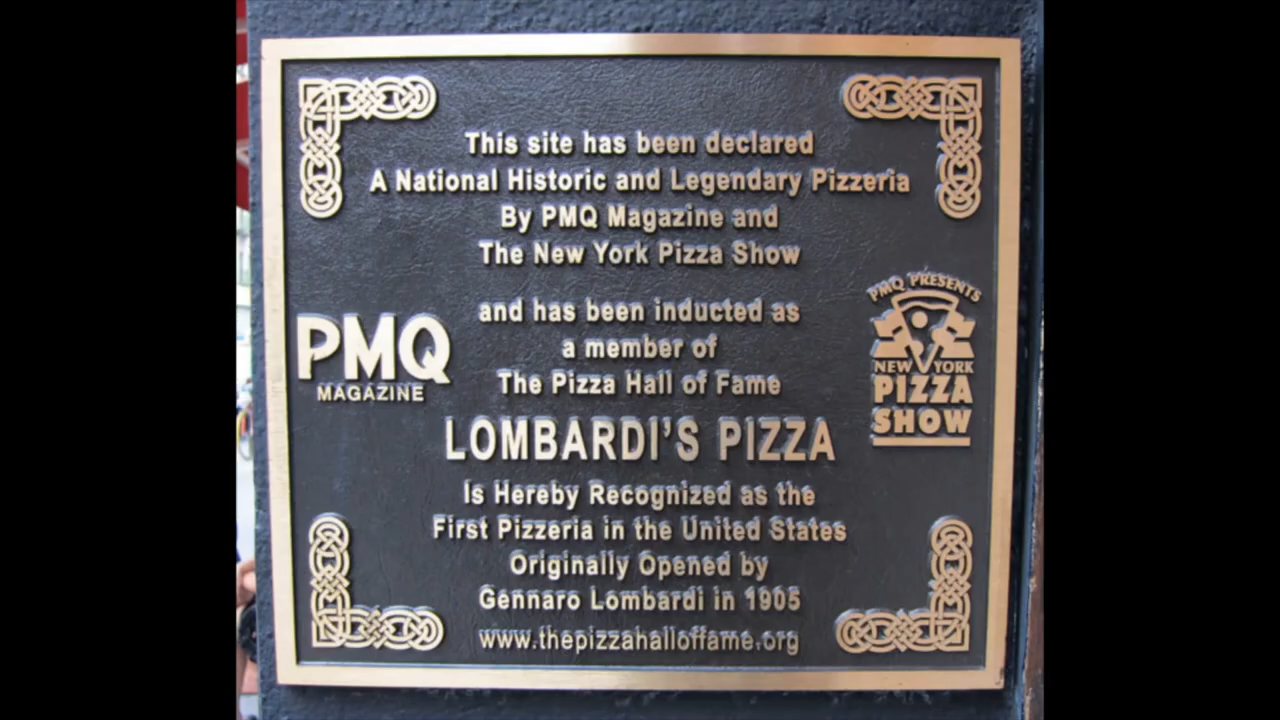 This site has been declared
A National Historic and Legendary Pizzeria
By PMQ Magazine and
The New York Pizza Show
and has been inducted as
a member of
The Pizza Hall of Fame
LOMBARDI'S PIZZA
Is Hereby Recognized as the
First Pizzeria in the United States
Originally Opened by
Gennaro Lombardi in 1905
www.thepizzahalloffame.org
PMQ
MAGAZINE
PMQ PRESENTS
NEW YORK
PIZZA
SHOW